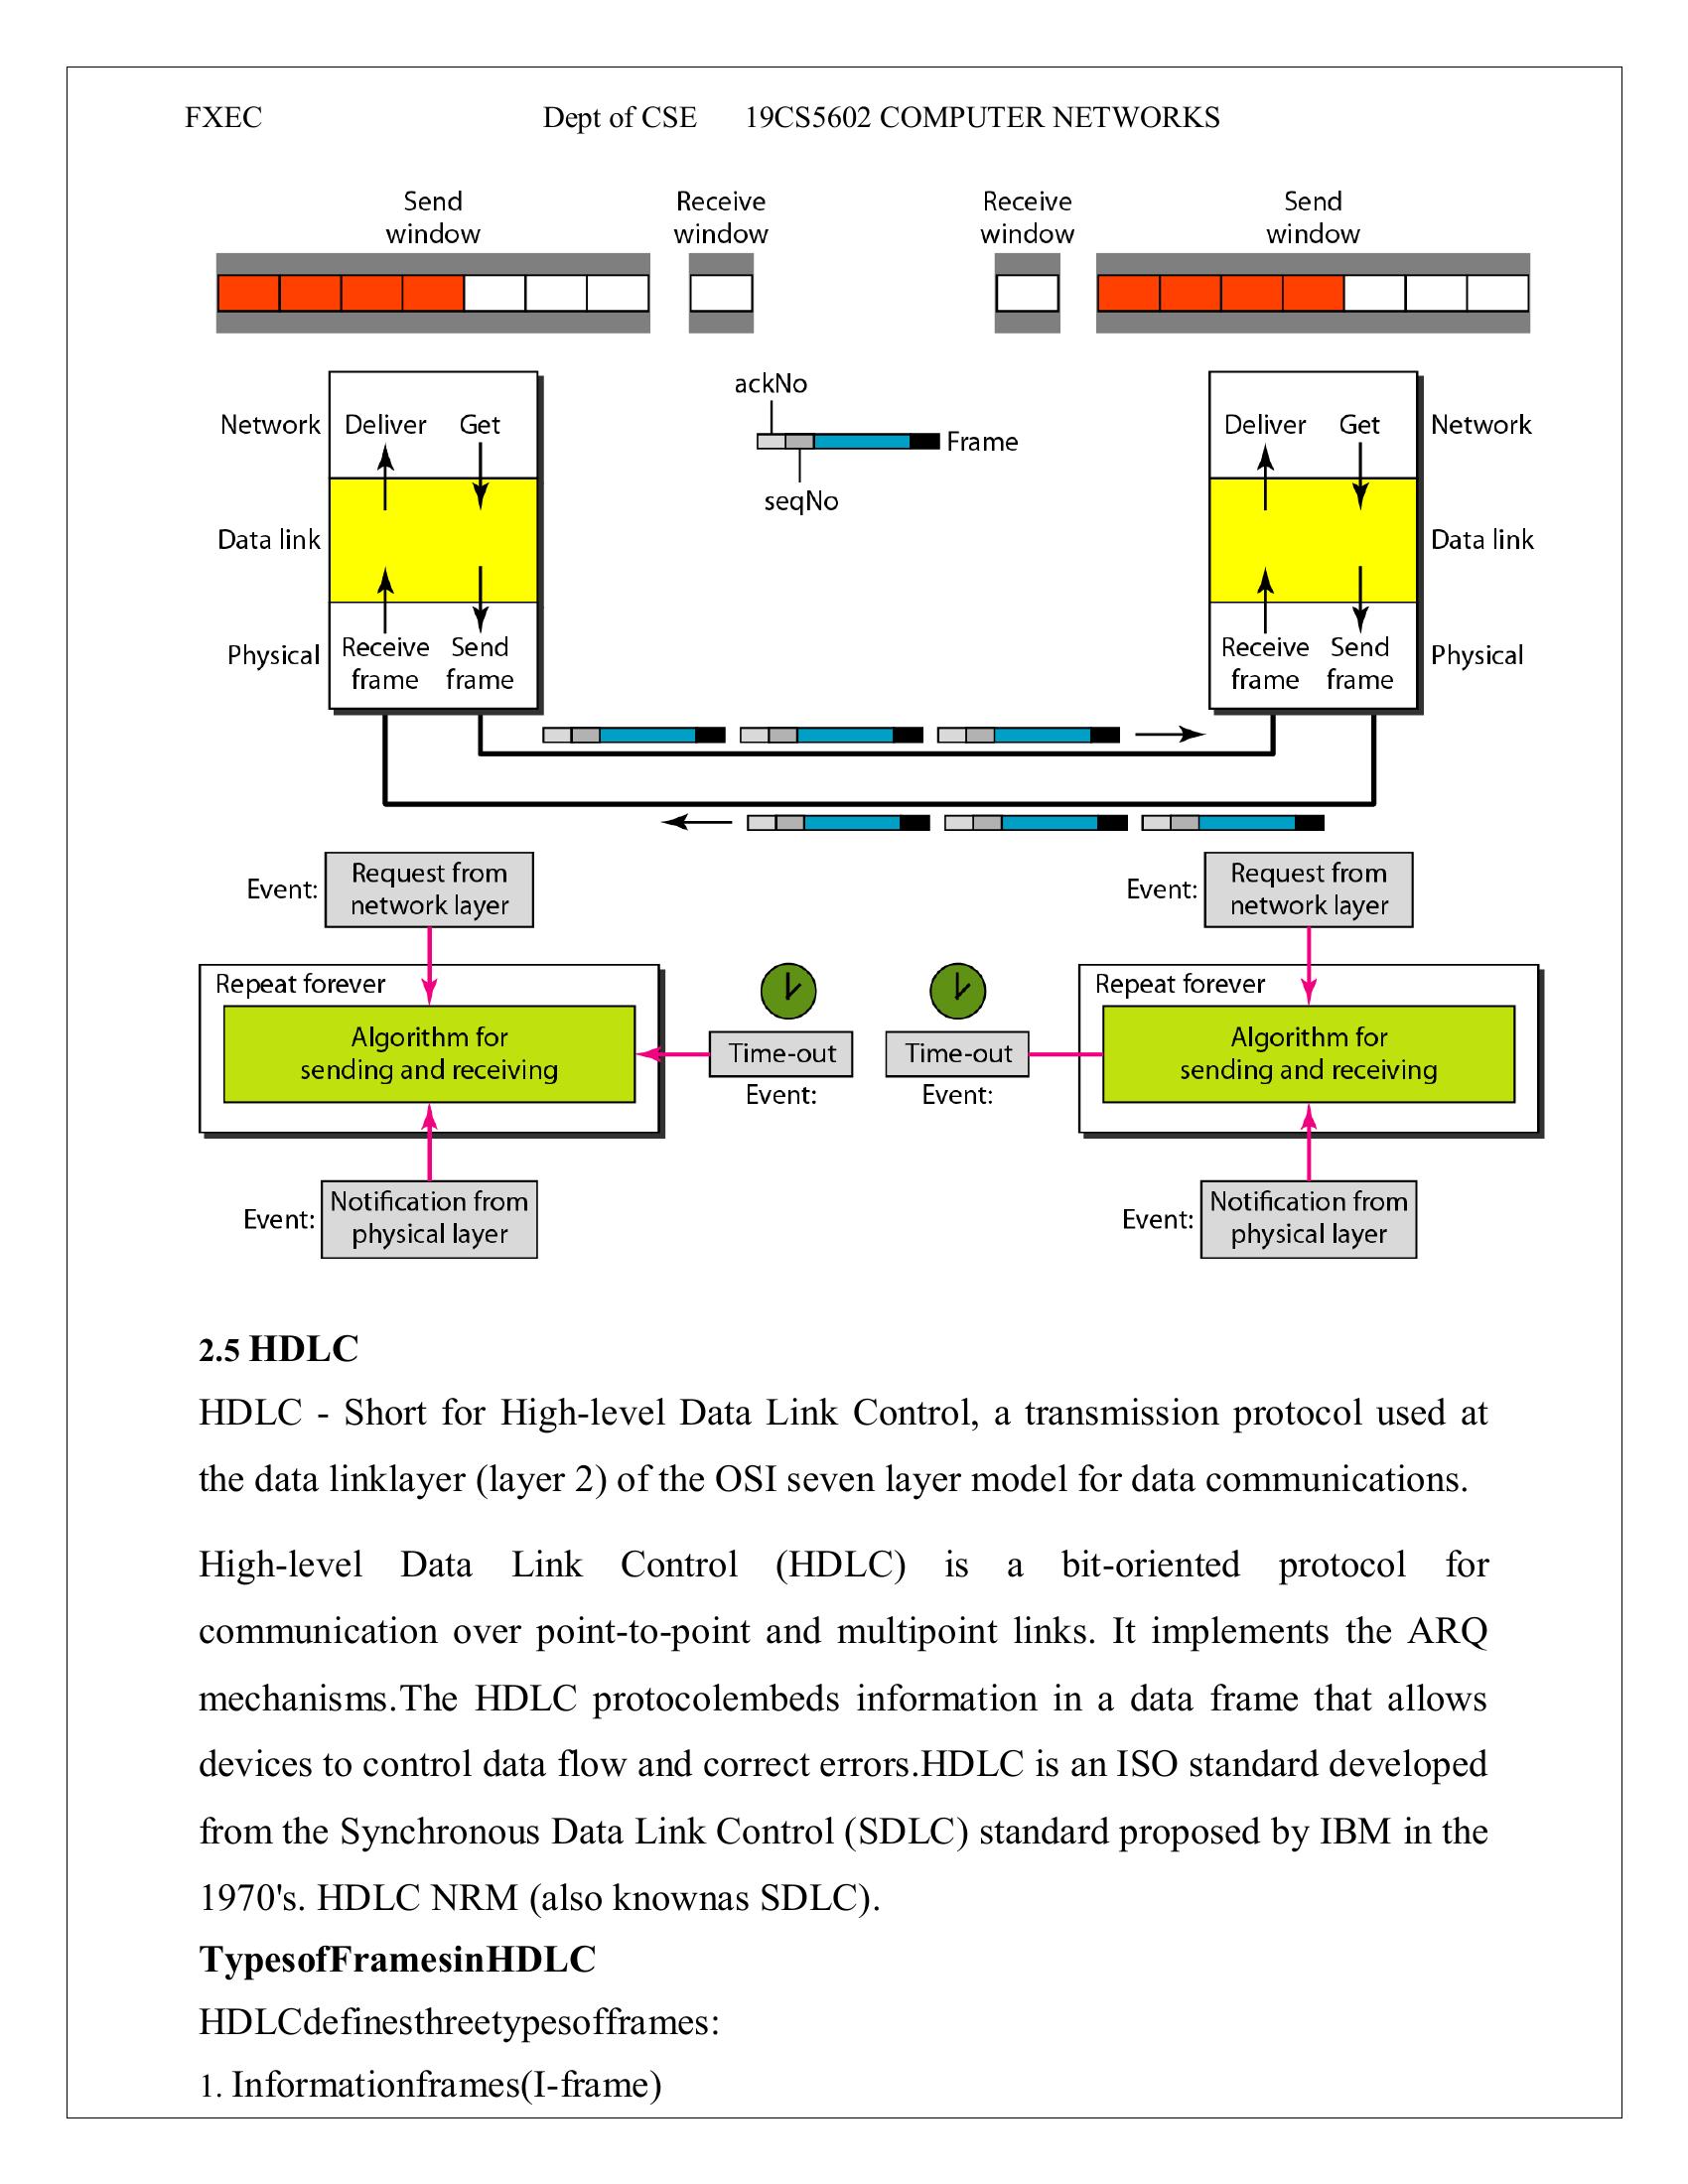 FXEC Dept of CSE 19CS5602 COMPUTER NETWORKS
Send window
Receive window
Receive window
Send window
ackNo
Network Deliver Get
Frame
Deliver Get Network
seqNo
Data link
Data link
Physical
Receive frame
Send frame
Receive frame
Send frame
Physical
Event:
Request from
network layer
Event:
Request from
network layer
Repeat forever
Algorithm for
sending and receiving
Time-out
Event:
Time-out
Event:
Repeat forever
Algorithm for
sending and receiving
Event:
Notification from
physical layer
Event:
Notification from
physical layer
2.5 HDLC
HDLC - Short for High-level Data Link Control, a transmission protocol used at
the data linklayer (layer 2) of the OSI seven layer model for data communications.
High-level Data Link Control (HDLC) is a bit-oriented protocol for
communication over point-to-point and multipoint links. It implements the ARQ
mechanisms.The HDLC protocolembeds information in a data frame that allows
devices to control data flow and correct errors.HDLC is an ISO standard developed
from the Synchronous Data Link Control (SDLC) standard proposed by IBM in the
1970's. HDLC NRM (also knownas SDLC).
TypesofFramesinHDLC
HDLCdefinesthreetypesofframes:
1. Informationframes(I-frame)